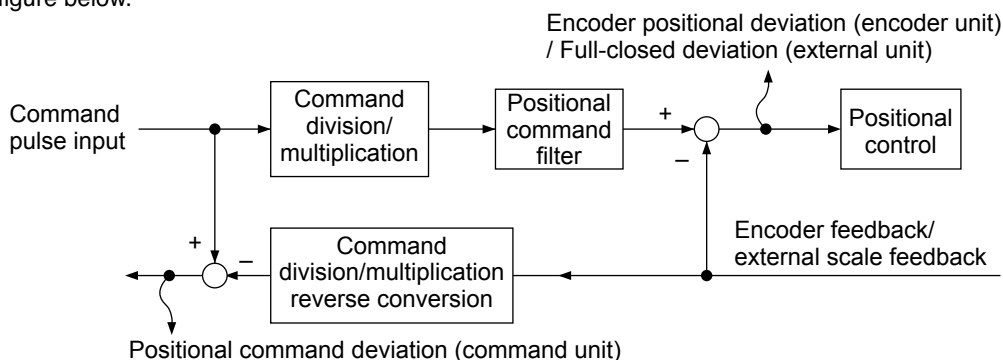 figure below.
Encoder positional deviation (encoder unit)
/ Full-closed deviation (external unit)
Command
pulse input
Command
division/
multiplication
Positional
command
filter
+
−
Positional
control
Encoder feedback/
external scale feedback
+
−
Command
division/multiplication
reverse conversion
Positional command deviation (command unit)